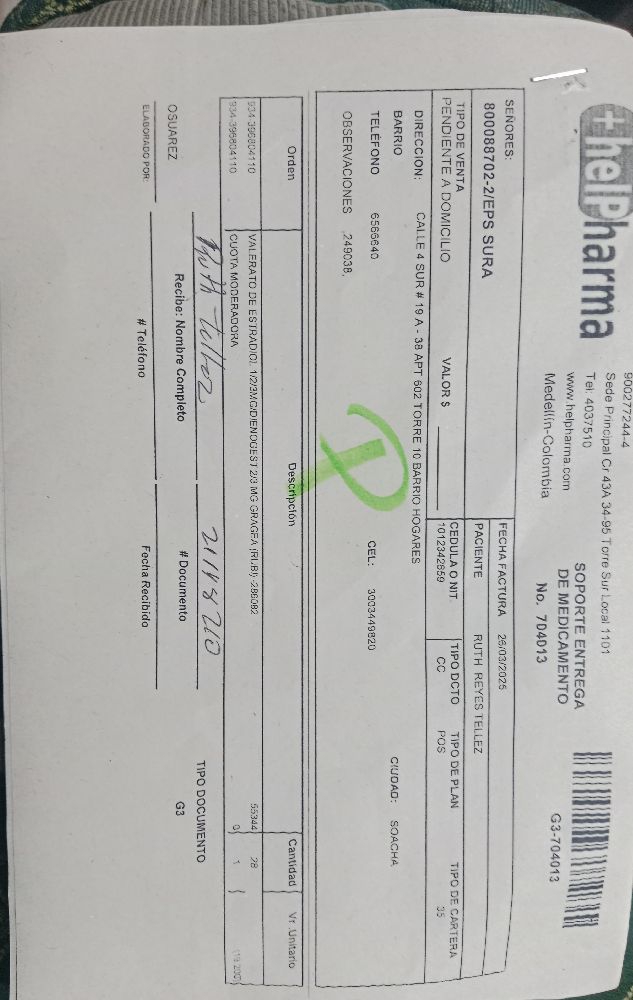 helPharma
900277244-4
Sede Principal Cr 43A 34-95 Torre Sur Local 1101
Tel: 4037510
www.helpharma.com
Medellín-Colombia
SOPORTE ENTREGA
DE MEDICAMENTO
No. 704013
G3-704013
SEÑORES:
800088702-2/EPS SURA
FECHA FACTURA 26/03/2025
PACIENTE RUTH REYES TELLEZ
TIPO DE VENTA
PENDIENTE A DOMICILIO
VALOR $
CEDULA O NIT
1012342659
TIPO DCTO
CC
TIPO DE PLAN
POS
TIPO DE CARTERA
35
DIRECCION: CALLE 4 SUR # 19 A - 38 APT 602 TORRE 10 BARRIO HOGARES
BARRIO
CIUDAD: SOACHA
TELÉFONO 6566640
CEL: 3003449820
OBSERVACIONES ,249038,
P
Orden Descripción Cantidad Vr. Unitario
934-396804110 VALERATO DE ESTRADIOL 1/2/3MG/DIENOGEST 2/3 MG GRAGEA (RUBI) -286082 55344 28
934-396804110 CUOTA MODERADORA 0 1
Ruth Tellez 21148260
OSUAREZ
Recibe: Nombre Completo
# Documento
TIPO DOCUMENTO
G3
ELABORADO POR:
# Teléfono
Fecha Recibido